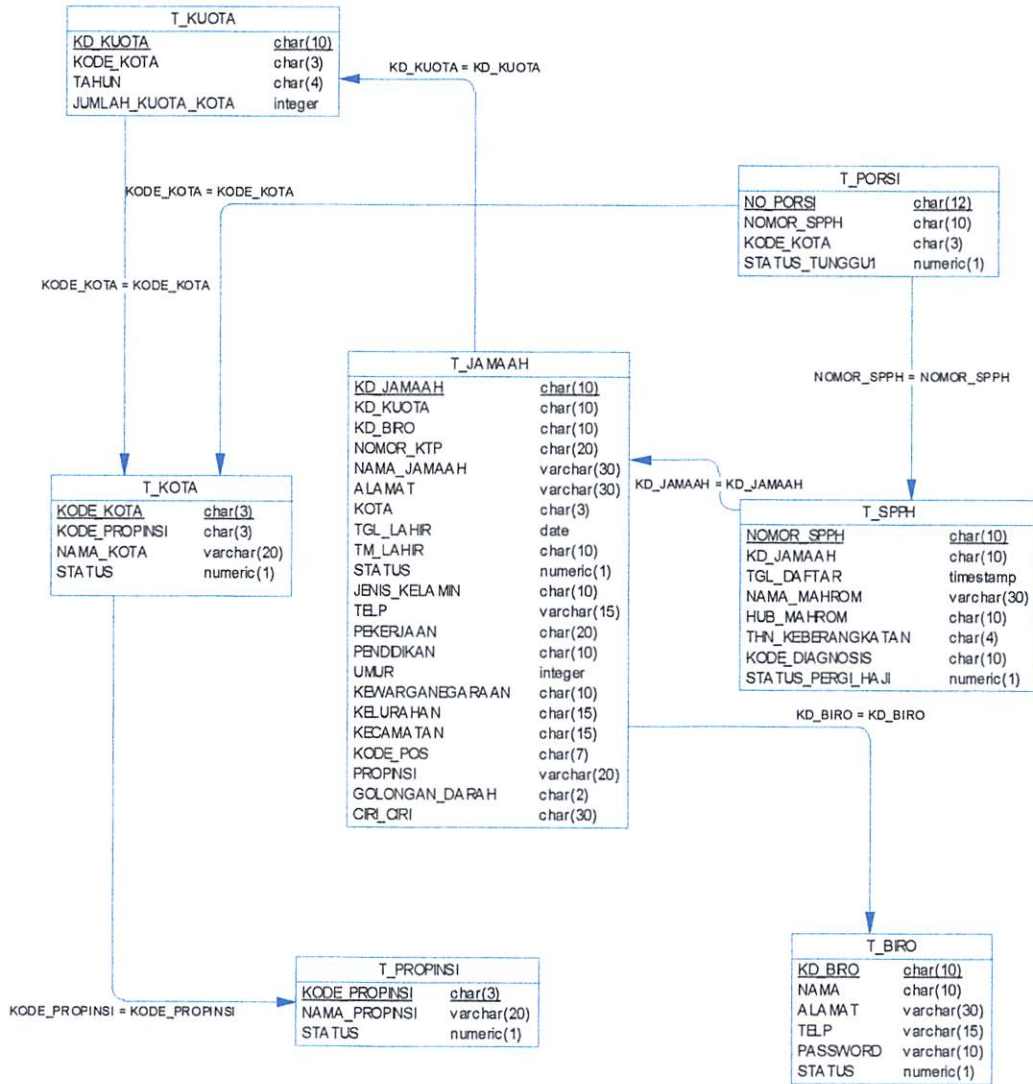 T_KUOTA
KD_KUOTA char(10)
KODE_KOTA char(3)
TAHUN char(4)
JUMLAH_KUOTA_KOTA integer
KD_KUOTA = KD_KUOTA
KODE_KOTA = KODE_KOTA
T_PORSI
NO_PORSI char(12)
NOMOR_SPPH char(10)
KODE_KOTA char(3)
STATUS_TUNGGU1 numeric(1)
KODE_KOTA = KODE_KOTA
NOMOR_SPPH = NOMOR_SPPH
T_JAMAAH
KD_JAMAAH char(10)
KD_KUOTA char(10)
KD_BIRO char(10)
NOMOR_KTP char(20)
NAMA_JAMAAH varchar(30)
ALAMAT varchar(30)
KOTA char(3)
TGL_LAHIR date
TM_LAHIR char(10)
STATUS numeric(1)
JENIS_KELAMIN char(10)
TELP varchar(15)
PEKERJAAN char(20)
PENDIDIKAN char(10)
UMUR integer
KEWARGANEGARAAN char(10)
KELURAHAN char(15)
KECAMATAN char(15)
KODE_POS char(7)
PROPINSI varchar(20)
GOLONGAN_DARAH char(2)
CIRI_CIRI char(30)
T_KOTA
KODE_KOTA char(3)
KODE_PROPINSI char(3)
NAMA_KOTA varchar(20)
STATUS numeric(1)
KD_JAMAAH = KD_JAMAAH
T_SPPH
NOMOR_SPPH char(10)
KD_JAMAAH char(10)
TGL_DAFTAR timestamp
NAMA_MAHROM varchar(30)
HUB_MAHROM char(10)
THN_KEBERANGKATAN char(4)
KODE_DIAGNOSIS char(10)
STATUS_PERGI_HAJI numeric(1)
KD_BIRO = KD_BIRO
T_BIRO
KD_BIRO char(10)
NAMA char(10)
ALAMAT varchar(30)
TELP varchar(15)
PASSWORD varchar(10)
STATUS numeric(1)
T_PROPINSI
KODE_PROPINSI char(3)
NAMA_PROPINSI varchar(20)
STATUS numeric(1)
KODE_PROPINSI = KODE_PROPINSI